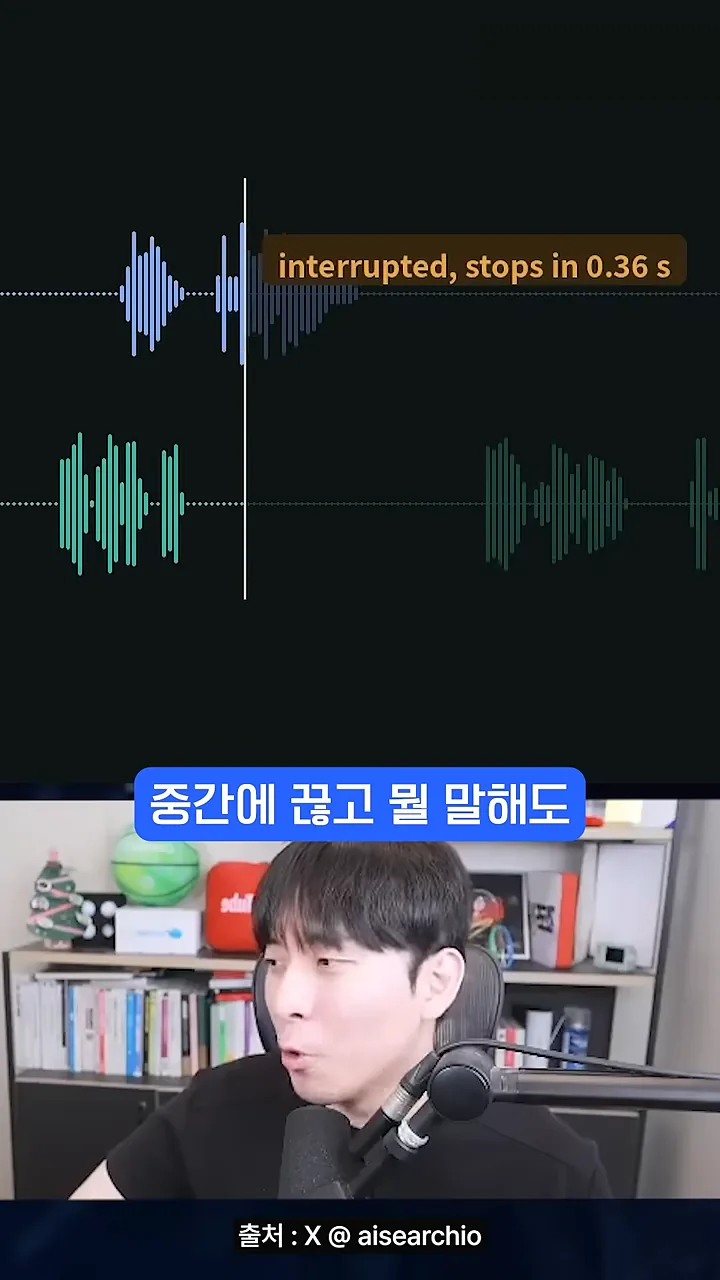 interrupted, stops in 0.36 s
중간에 끊고 뭘 말해도
출처 : X @ aisearchio